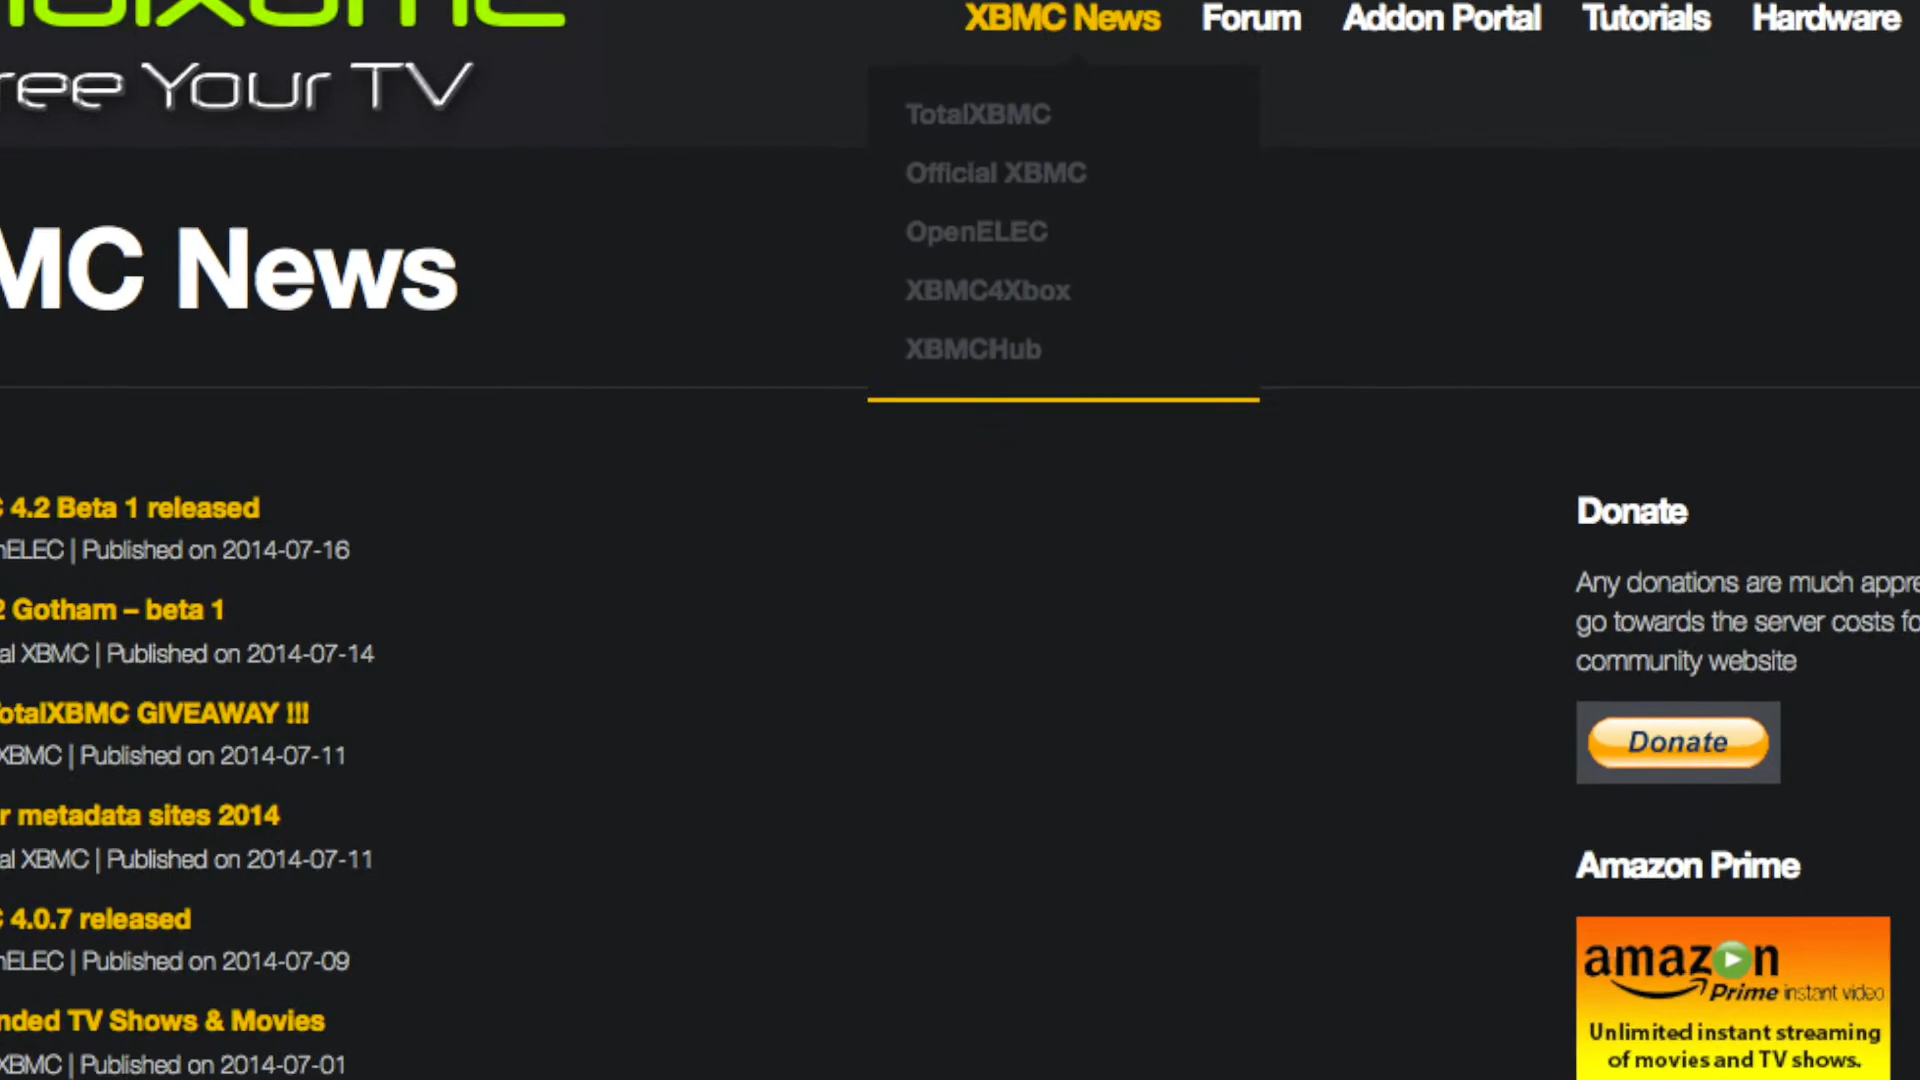 XBMC News Forum Addon Portal Tutorials Hardware
ree Your TV
TotalXBMC
Official XBMC
OpenELEC
XBMC4Xbox
XBMCHub
MC News
C 4.2 Beta 1 released
nELEC | Published on 2014-07-16
2 Gotham – beta 1
al XBMC | Published on 2014-07-14
TotalXBMC GIVEAWAY !!!
XBMC | Published on 2014-07-11
r metadata sites 2014
al XBMC | Published on 2014-07-11
C 4.0.7 released
nELEC | Published on 2014-07-09
nded TV Shows & Movies
XBMC | Published on 2014-07-01
Donate
Any donations are much appre
go towards the server costs fo
community website
Donate
Amazon Prime
amazon
Prime instant video
Unlimited instant streaming
of movies and TV shows.